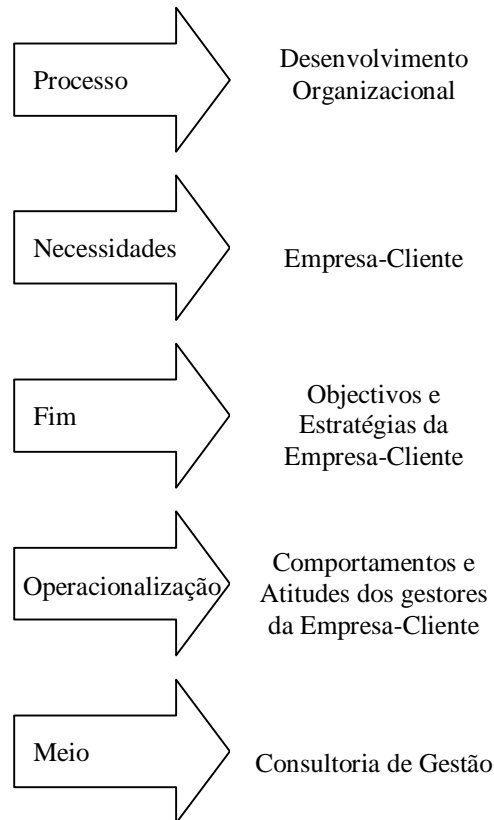 Processo
Desenvolvimento
Organizacional
Necessidades
Empresa-Cliente
Fim
Objectivos e
Estratégias da
Empresa-Cliente
Operacionalização
Comportamentos e
Atitudes dos gestores
da Empresa-Cliente
Meio
Consultoria de Gestão